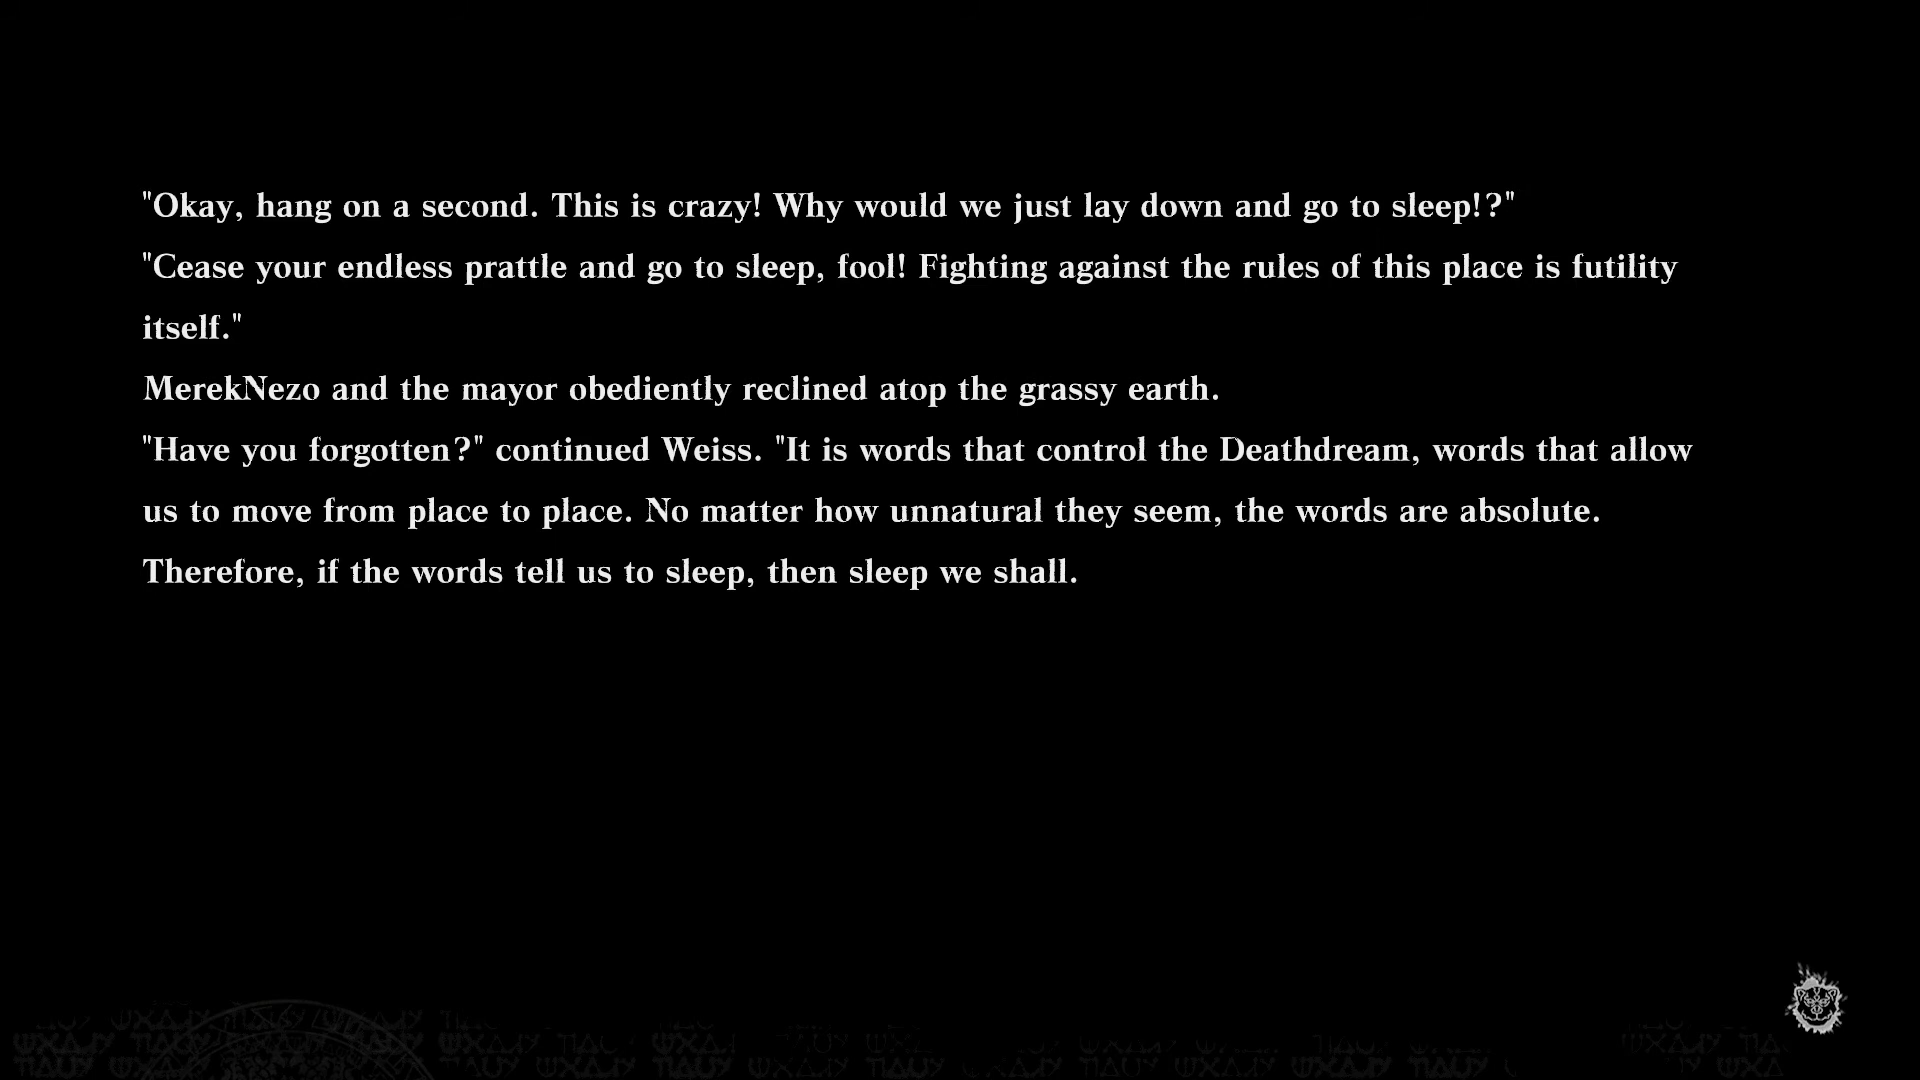 "Okay, hang on a second. This is crazy! Why would we just lay down and go to sleep!?"
"Cease your endless prattle and go to sleep, fool! Fighting against the rules of this place is futility
itself."
MerekNezo and the mayor obediently reclined atop the grassy earth.
"Have you forgotten?" continued Weiss. "It is words that control the Deathdream, words that allow
us to move from place to place. No matter how unnatural they seem, the words are absolute.
Therefore, if the words tell us to sleep, then sleep we shall.